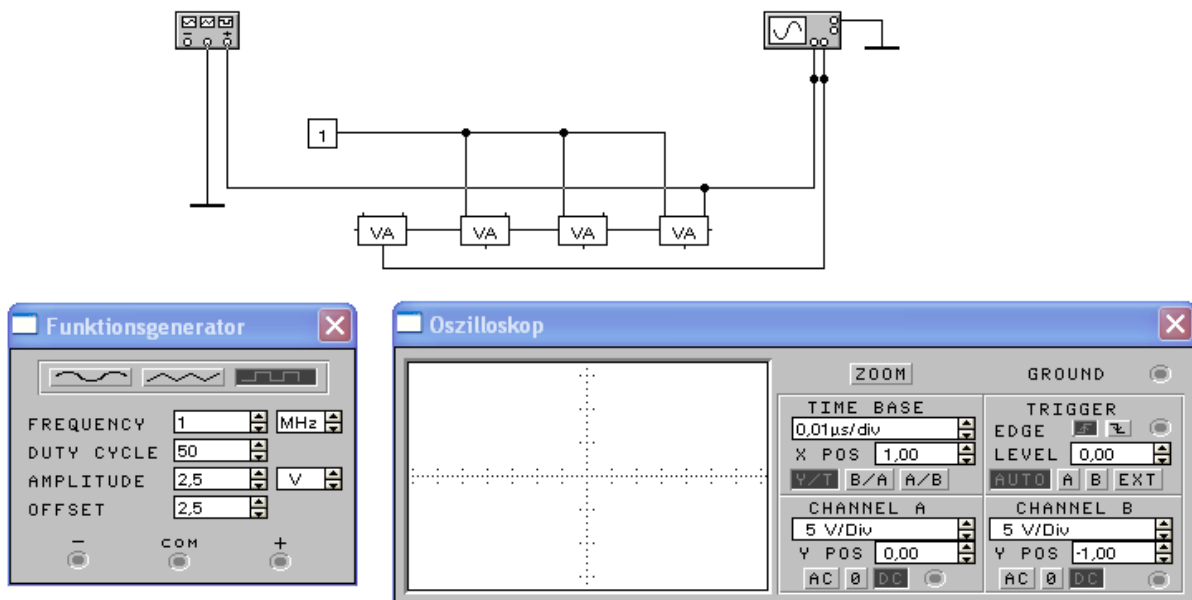 1
VA VA VA VA
Funktionsgenerator
FREQUENCY 1 MHz
DUTY CYCLE 50
AMPLITUDE 2,5 V
OFFSET 2,5
− COM +
Oszilloskop
ZOOM GROUND
TIME BASE
0,01µs/div
X POS 1,00
Y/T B/A A/B
TRIGGER
EDGE
LEVEL 0,00
AUTO A B EXT
CHANNEL A
5 V/Div
Y POS 0,00
AC 0 DC
CHANNEL B
5 V/Div
Y POS -1,00
AC 0 DC